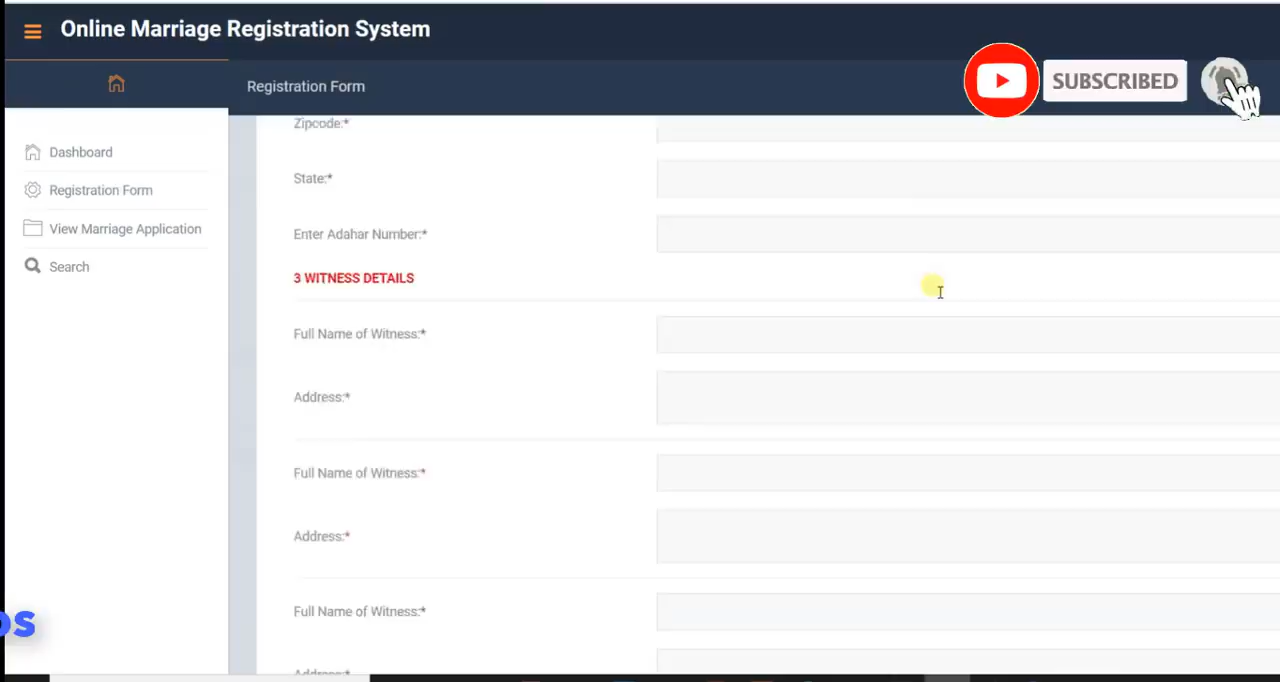 Online Marriage Registration System
Registration Form
SUBSCRIBED
Dashboard
Registration Form
View Marriage Application
Search
Zipcode:*
State:*
Enter Adahar Number:*
3 WITNESS DETAILS
Full Name of Witness:*
Address:*
Full Name of Witness:*
Address:*
Full Name of Witness:*
Address:*